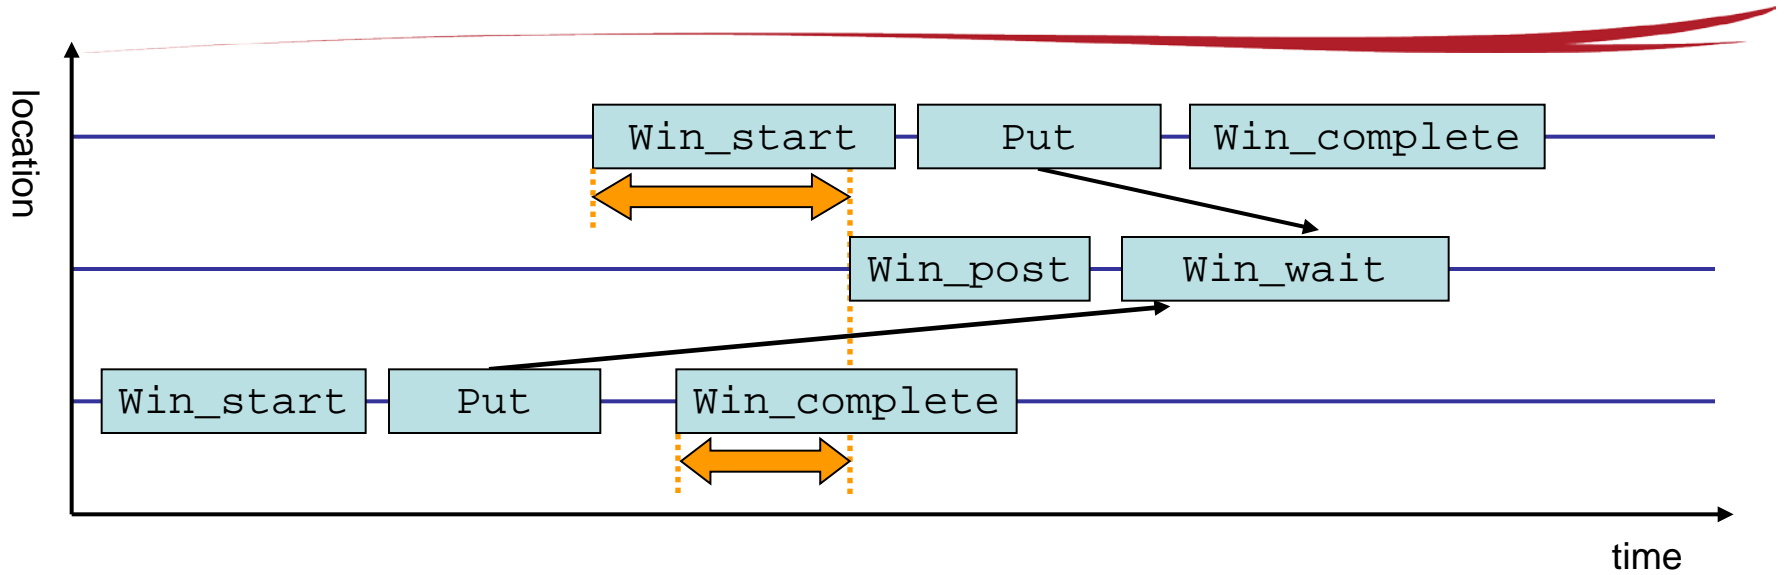 location
Win_start Put Win_complete
Win_post Win_wait
Win_start Put Win_complete
time